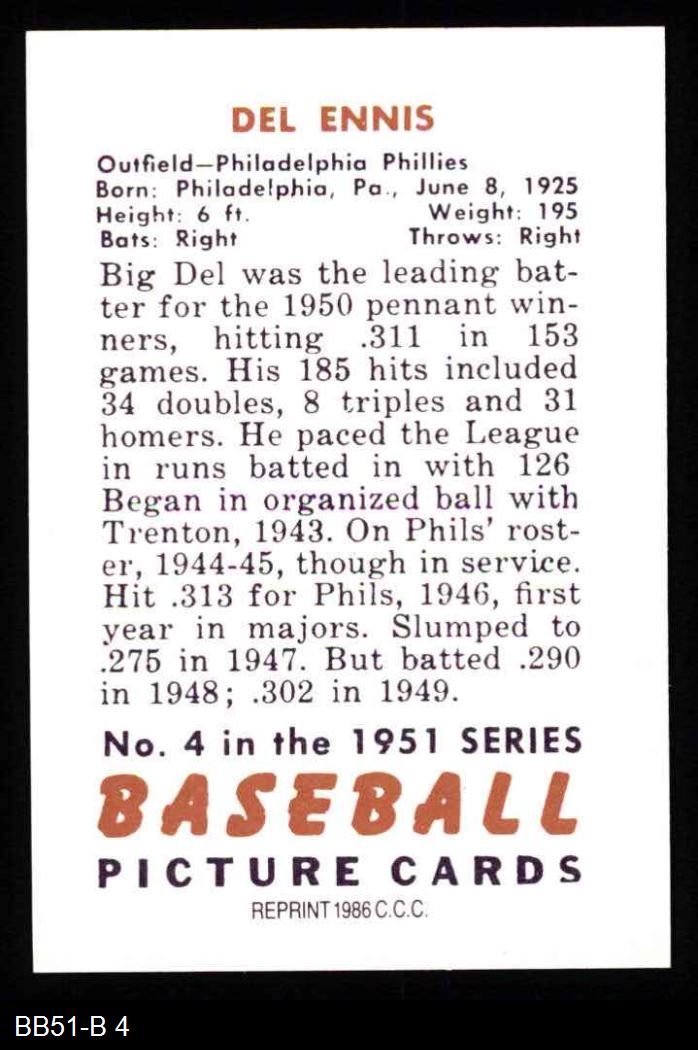 DEL ENNIS
Outfield—Philadelphia Phillies
Born: Philadelphia, Pa., June 8, 1925
Height: 6 ft. Weight: 195
Bats: Right Throws: Right
Big Del was the leading bat-
ter for the 1950 pennant win-
ners, hitting .311 in 153
games. His 185 hits included
34 doubles, 8 triples and 31
homers. He paced the League
in runs batted in with 126
Began in organized ball with
Trenton, 1943. On Phils' rost-
er, 1944-45, though in service.
Hit .313 for Phils, 1946, first
year in majors. Slumped to
.275 in 1947. But batted .290
in 1948; .302 in 1949.
No. 4 in the 1951 SERIES
BASEBALL
PICTURE CARDS
REPRINT 1986 C.C.C.
BB51-B 4